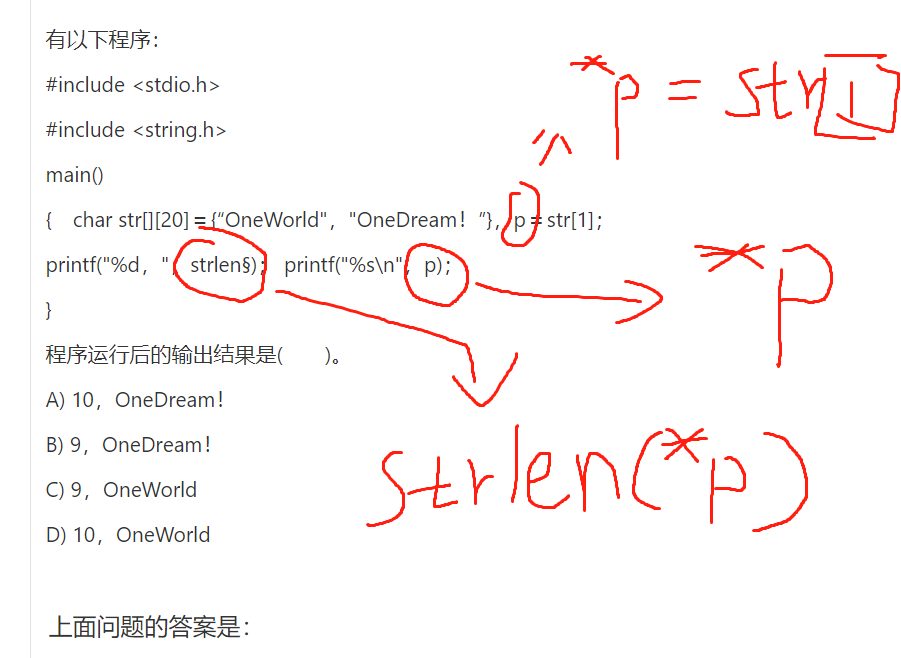 有以下程序：
#include <stdio.h>
#include <string.h>
main()
{ char str[][20]={“OneWorld"，"OneDream！”}，p = str[1]；
printf("%d，"，strlen§)； printf("%s\n"，p)；
}
程序运行后的输出结果是( )。
A) 10，OneDream！
B) 9，OneDream！
C) 9，OneWorld
D) 10，OneWorld
上面问题的答案是：
*p = str[1]
*p
strlen(*p)